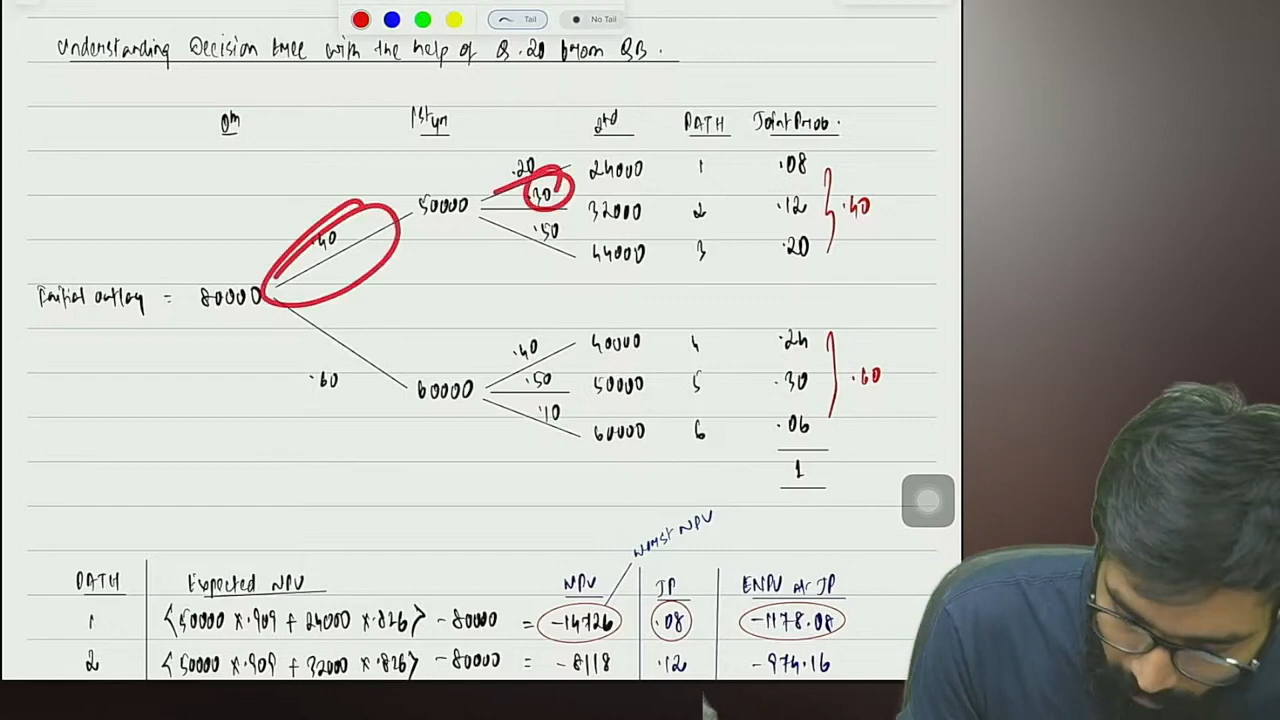 Tail No Tail
Understanding Decision tree with the help of Q.20 from QB.
0th 1st yr 2nd PATH Joint Prob.
.20 24000 1 .08
50000 .30 32000 2 .12 .40
.40 .50 44000 3 .20
Initial outlay = 80000
.40 40000 4 .24
.60 60000 .50 50000 5 .30 .60
.10 60000 6 .06
1
Worst NPV
PATH Expected NPV NPV JP ENPV at JP
1 {50000 x .909 + 24000 x .826} - 80000 = -14726 .08 -1178.08
2 {50000 x .909 + 32000 x .826} - 80000 = -8118 .12 -974.16